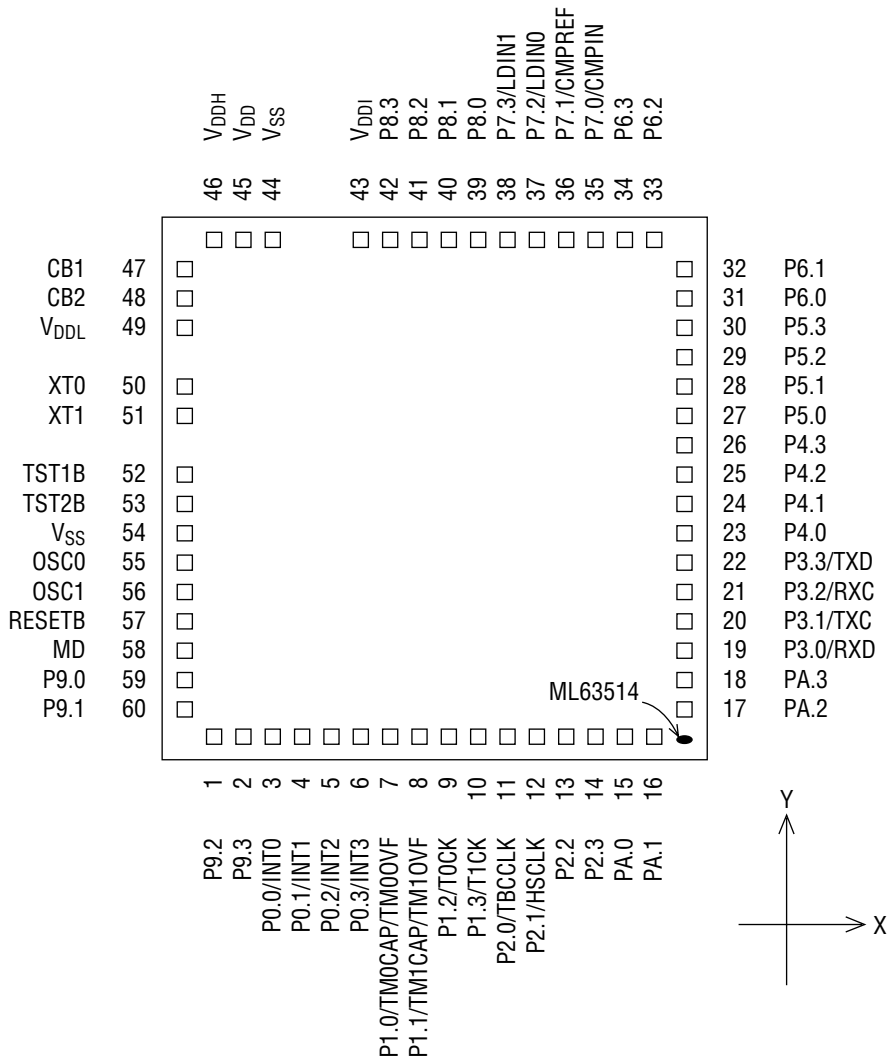 VDDH
VDD
VSS
VDDI
P8.3
P8.2
P8.1
P8.0
P7.3/LDIN1
P7.2/LDIN0
P7.1/CMPREF
P7.0/CMPIN
P6.3
P6.2
46
45
44
43
42
41
40
39
38
37
36
35
34
33
CB1 47
CB2 48
VDDL 49
XT0 50
XT1 51
TST1B 52
TST2B 53
VSS 54
OSC0 55
OSC1 56
RESETB 57
MD 58
P9.0 59
P9.1 60
32 P6.1
31 P6.0
30 P5.3
29 P5.2
28 P5.1
27 P5.0
26 P4.3
25 P4.2
24 P4.1
23 P4.0
22 P3.3/TXD
21 P3.2/RXC
20 P3.1/TXC
19 P3.0/RXD
18 PA.3
17 PA.2
ML63514
1
2
3
4
5
6
7
8
9
10
11
12
13
14
15
16
P9.2
P9.3
P0.0/INT0
P0.1/INT1
P0.2/INT2
P0.3/INT3
P1.0/TM0CAP/TM0OVF
P1.1/TM1CAP/TM1OVF
P1.2/T0CK
P1.3/T1CK
P2.0/TBCCLK
P2.1/HSCLK
P2.2
P2.3
PA.0
PA.1
Y
X